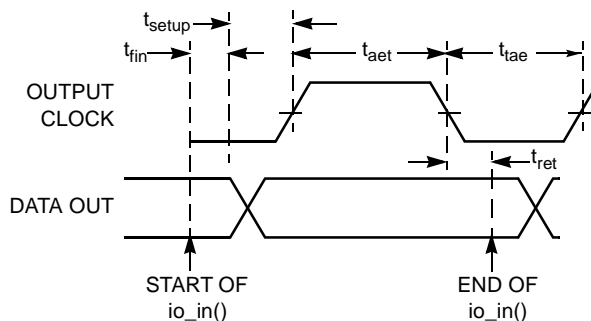 t_setup
t_fin
t_aet
t_tae
OUTPUT
CLOCK
t_ret
DATA OUT
START OF
io_in()
END OF
io_in()